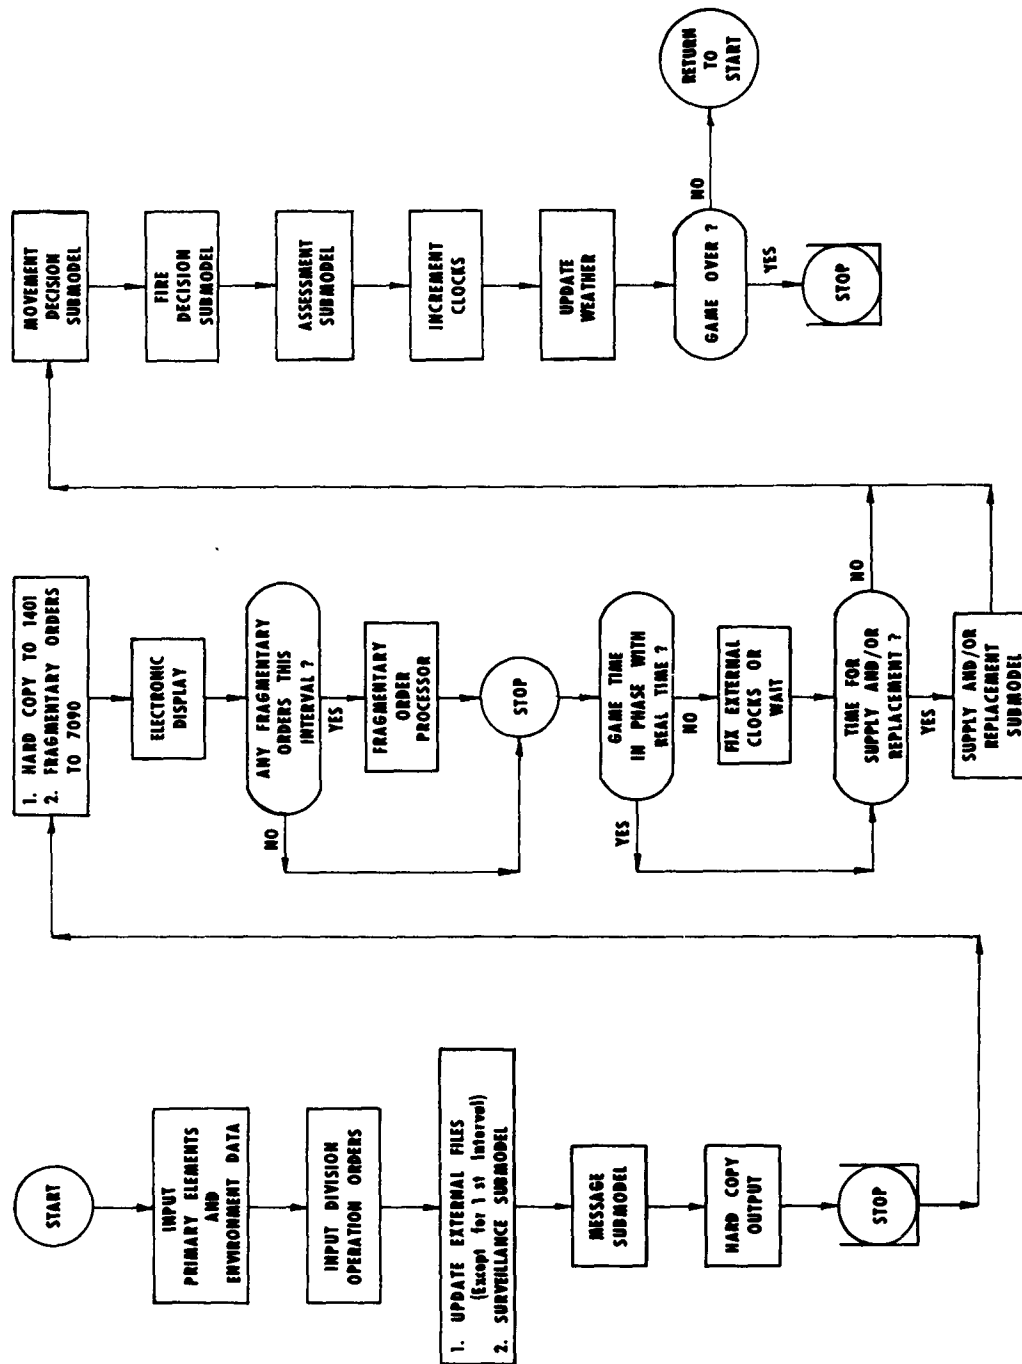 START
INPUT
PRIMARY ELEMENTS
AND
ENVIRONMENT DATA
INPUT DIVISION
OPERATION ORDERS
1. UPDATE EXTERNAL FILES
(Except for 1 st Interval)
2. SURVEILLANCE SUBMODEL
MESSAGE
SUBMODEL
HARD COPY
OUTPUT
STOP
1. HARD COPY TO 1401
2. FRAGMENTARY ORDERS
TO 7090
ELECTRONIC
DISPLAY
ANY FRAGMENTARY
ORDERS THIS
INTERVAL ?
NO
YES
FRAGMENTARY
ORDER
PROCESSOR
STOP
GAME TIME
IN PHASE WITH
REAL TIME ?
YES
NO
FIX EXTERNAL
CLOCKS OR
WAIT
TIME FOR
SUPPLY AND/OR
REPLACEMENT ?
NO
YES
SUPPLY AND/OR
REPLACEMENT
SUBMODEL
MOVEMENT
DECISION
SUBMODEL
FIRE
DECISION
SUBMODEL
ASSESSMENT
SUBMODEL
INCREMENT
CLOCKS
UPDATE
WEATHER
GAME OVER ?
NO
RETURN
TO
START
YES
STOP